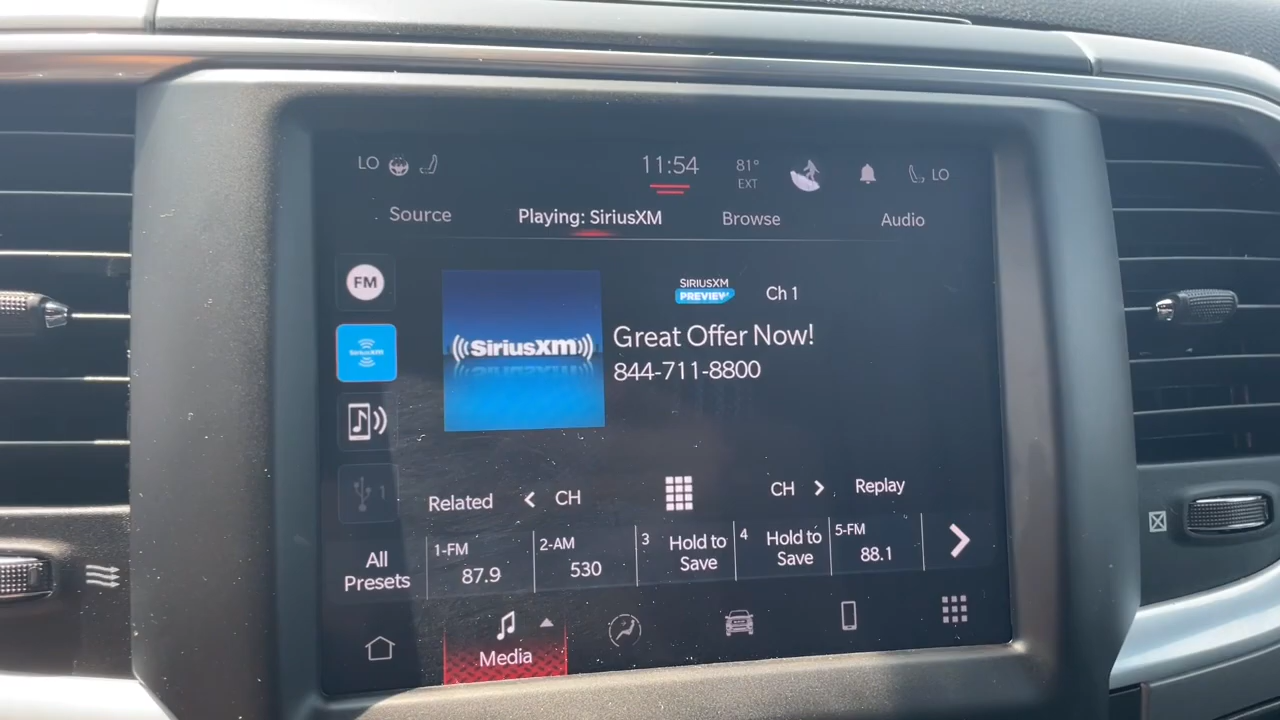 LO
11:54
81°
EXT
LO
Source
Playing: SiriusXM
Browse
Audio
FM
SIRIUSXM
PREVIEW
Ch 1
SiriusXM
((SiriusXM))
Great Offer Now!
844-711-8800
1
Related
CH
CH
Replay
All
Presets
1-FM
87.9
2-AM
530
3
Hold to
Save
4
Hold to
Save
5-FM
88.1
Media